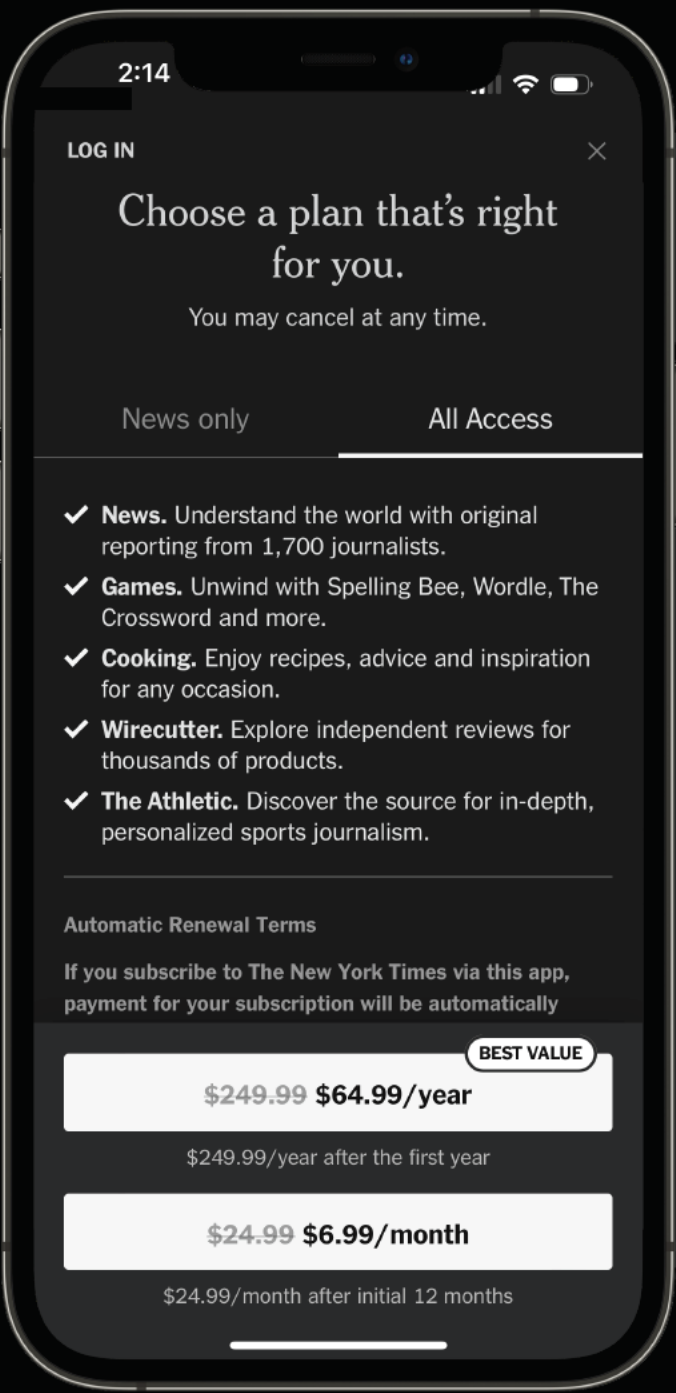 2:14
LOG IN
Choose a plan that’s right
for you.
You may cancel at any time.
News only
All Access
News. Understand the world with original
reporting from 1,700 journalists.
Games. Unwind with Spelling Bee, Wordle, The
Crossword and more.
Cooking. Enjoy recipes, advice and inspiration
for any occasion.
Wirecutter. Explore independent reviews for
thousands of products.
The Athletic. Discover the source for in-depth,
personalized sports journalism.
Automatic Renewal Terms
If you subscribe to The New York Times via this app,
payment for your subscription will be automatically
BEST VALUE
$249.99 $64.99/year
$249.99/year after the first year
$24.99 $6.99/month
$24.99/month after initial 12 months